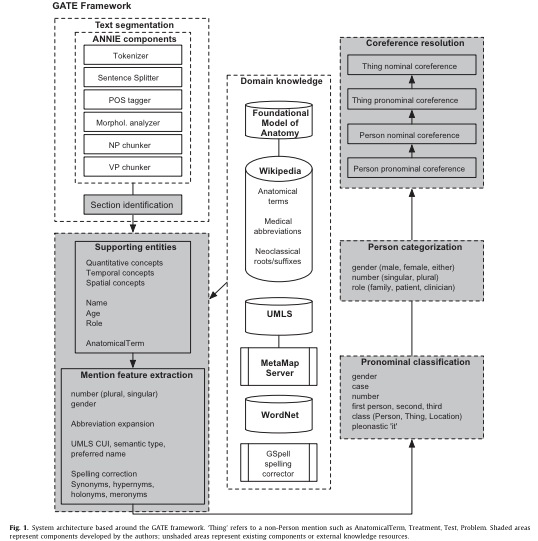 GATE Framework
Text segmentation
ANNIE components
Tokenizer
Sentence Splitter
POS tagger
Morphol. analyzer
NP chunker
VP chunker
Section identification
Supporting entities
Quantitative concepts
Temporal concepts
Spatial concepts
Name
Age
Role
AnatomicalTerm
Mention feature extraction
number (plural, singular)
gender
Abbreviation expansion
UMLS CUI, semantic type,
preferred name
Spelling correction
Synonyms, hypernyms,
holonyms, meronyms
Domain knowledge
Foundational
Model of
Anatomy
Wikipedia
Anatomical
terms
Medical
abbreviations
Neoclassical
roots/suffixes
UMLS
MetaMap
Server
WordNet
GSpell
spelling
corrector
Coreference resolution
Thing nominal coreference
Thing pronominal coreference
Person nominal coreference
Person pronominal coreference
Person categorization
gender (male, female, either)
number (singular, plural)
role (family, patient, clinician)
Pronominal classification
gender
case
number
first person, second, third
class (Person, Thing, Location)
pleonastic 'it'
Fig. 1. System architecture based around the GATE framework. 'Thing' refers to a non-Person mention such as AnatomicalTerm, Treatment, Test, Problem. Shaded areas
represent components developed by the authors; unshaded areas represent existing components or external knowledge resources.